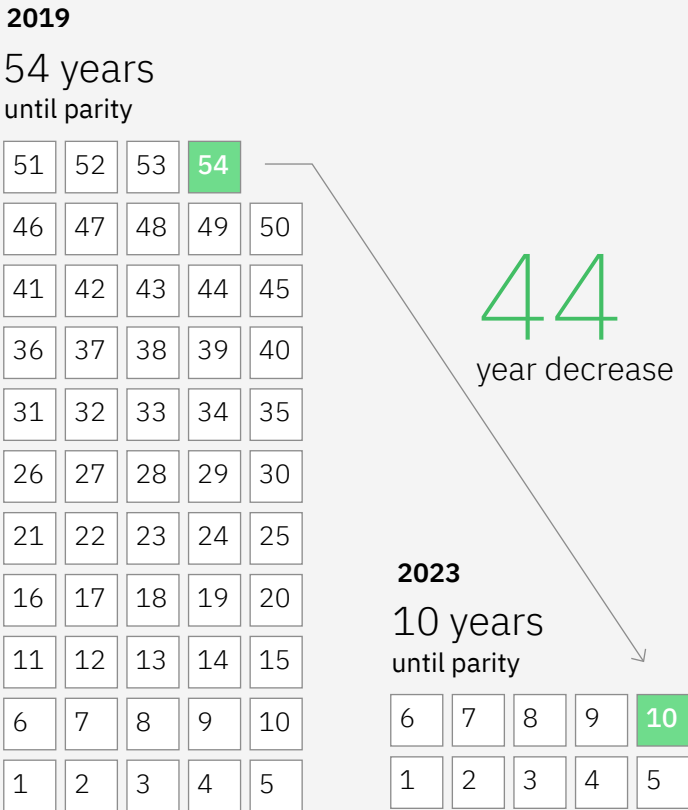 2019
54 years
until parity
51 52 53 54
46 47 48 49 50
41 42 43 44 45
36 37 38 39 40
31 32 33 34 35
26 27 28 29 30
21 22 23 24 25
16 17 18 19 20
11 12 13 14 15
6 7 8 9 10
1 2 3 4 5
44
year decrease
2023
10 years
until parity
6 7 8 9 10
1 2 3 4 5